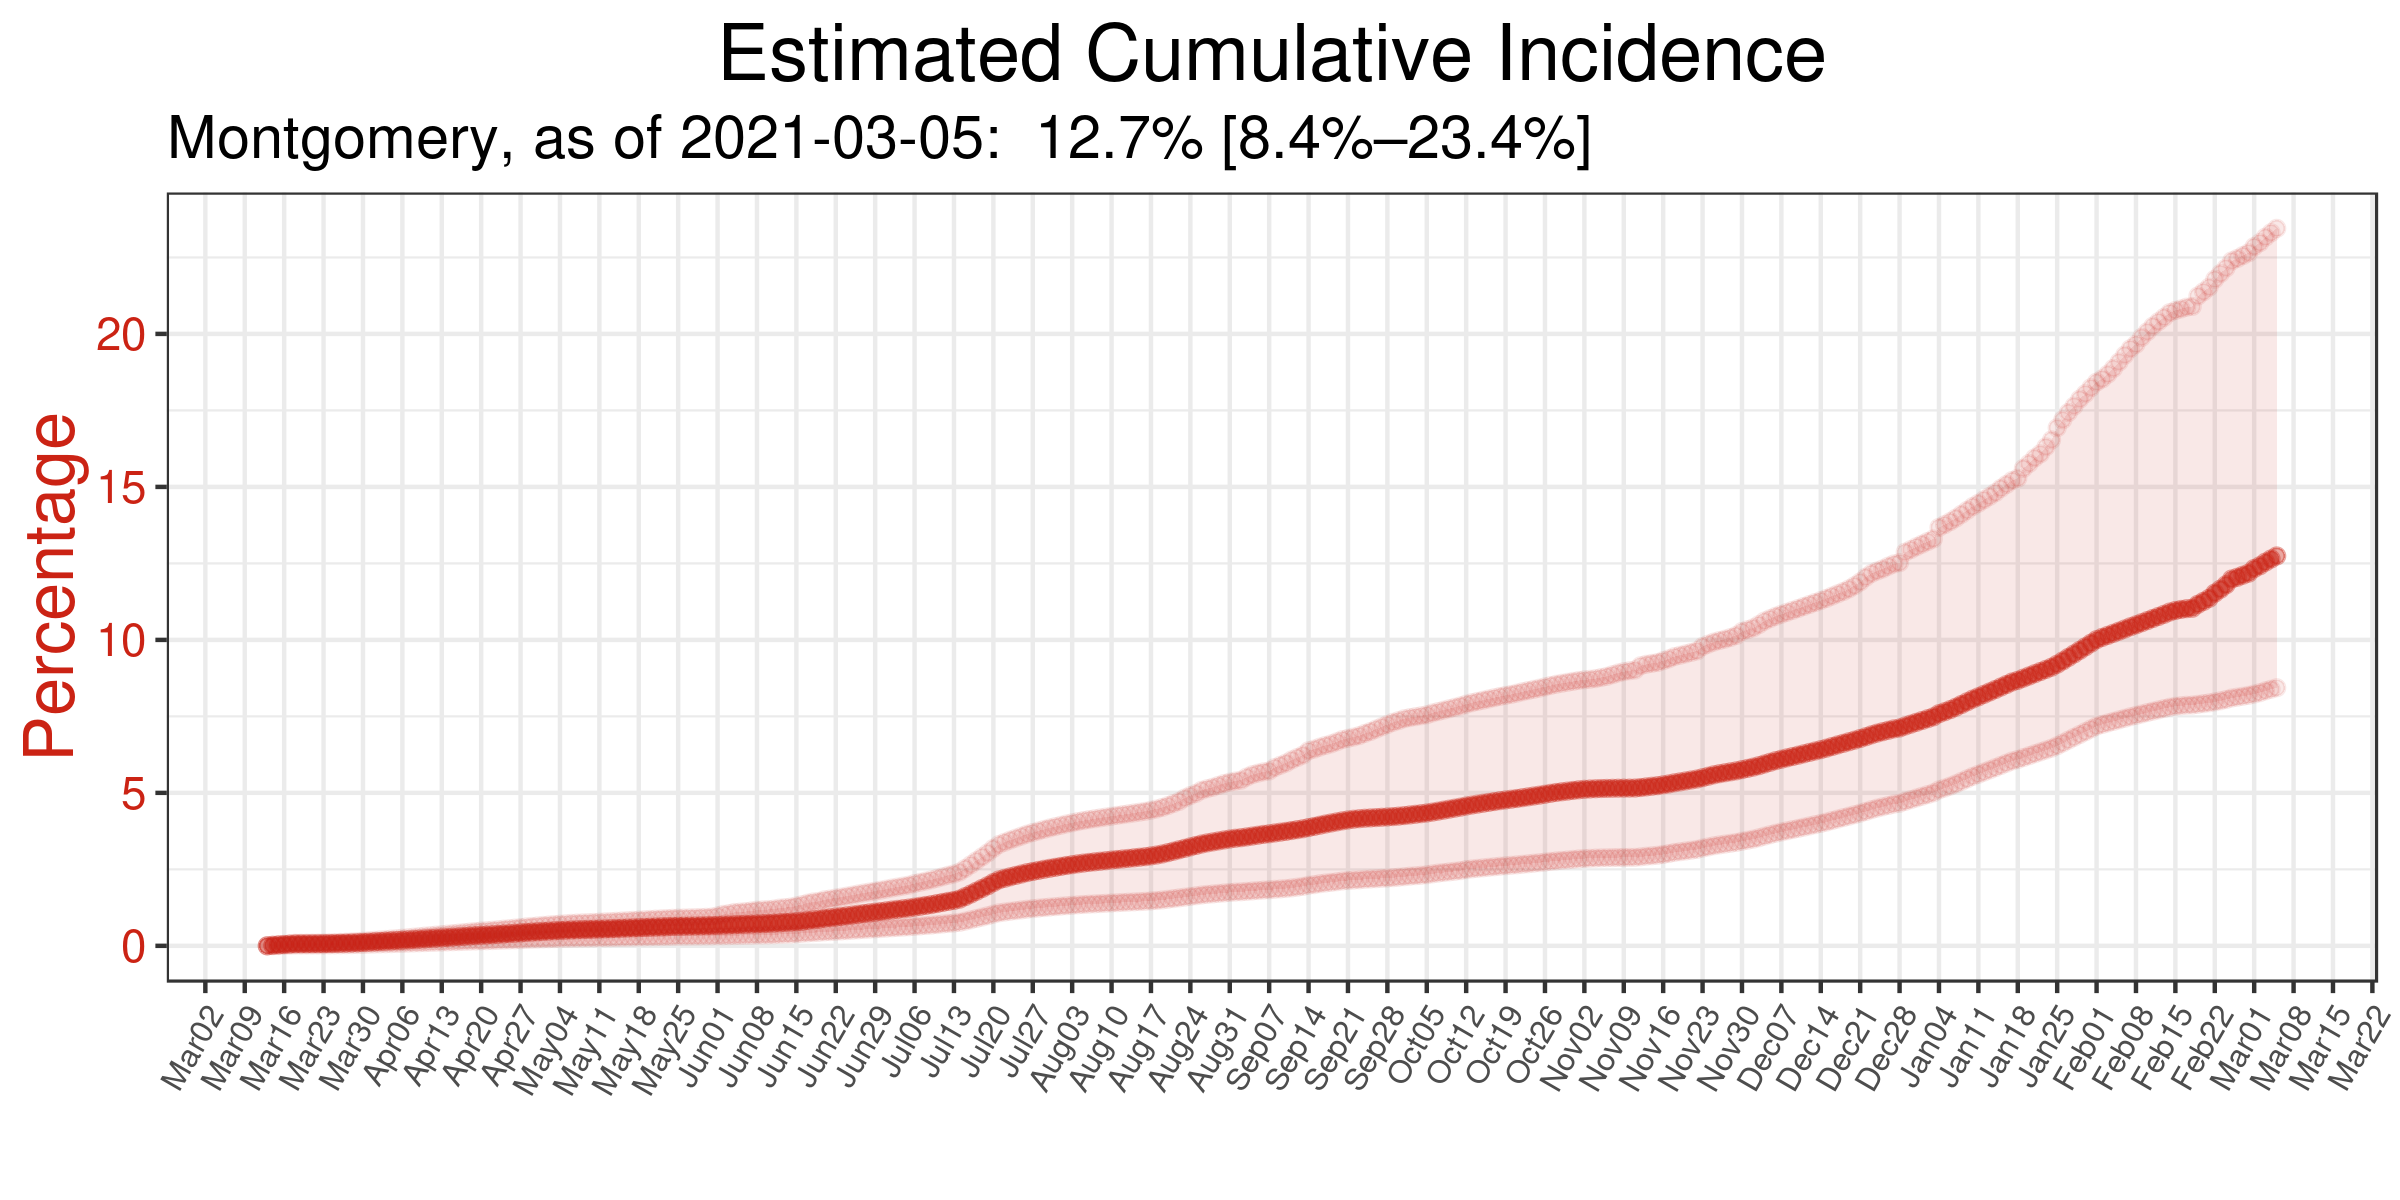 Estimated Cumulative Incidence
Montgomery, as of 2021-03-05:  12.7% [8.4%–23.4%]
Percentage
20
15
10
5
0
Mar02
Mar09
Mar16
Mar23
Mar30
Apr06
Apr13
Apr20
Apr27
May04
May11
May18
May25
Jun01
Jun08
Jun15
Jun22
Jun29
Jul06
Jul13
Jul20
Jul27
Aug03
Aug10
Aug17
Aug24
Aug31
Sep07
Sep14
Sep21
Sep28
Oct05
Oct12
Oct19
Oct26
Nov02
Nov09
Nov16
Nov23
Nov30
Dec07
Dec14
Dec21
Dec28
Jan04
Jan11
Jan18
Jan25
Feb01
Feb08
Feb15
Feb22
Mar01
Mar08
Mar15
Mar22